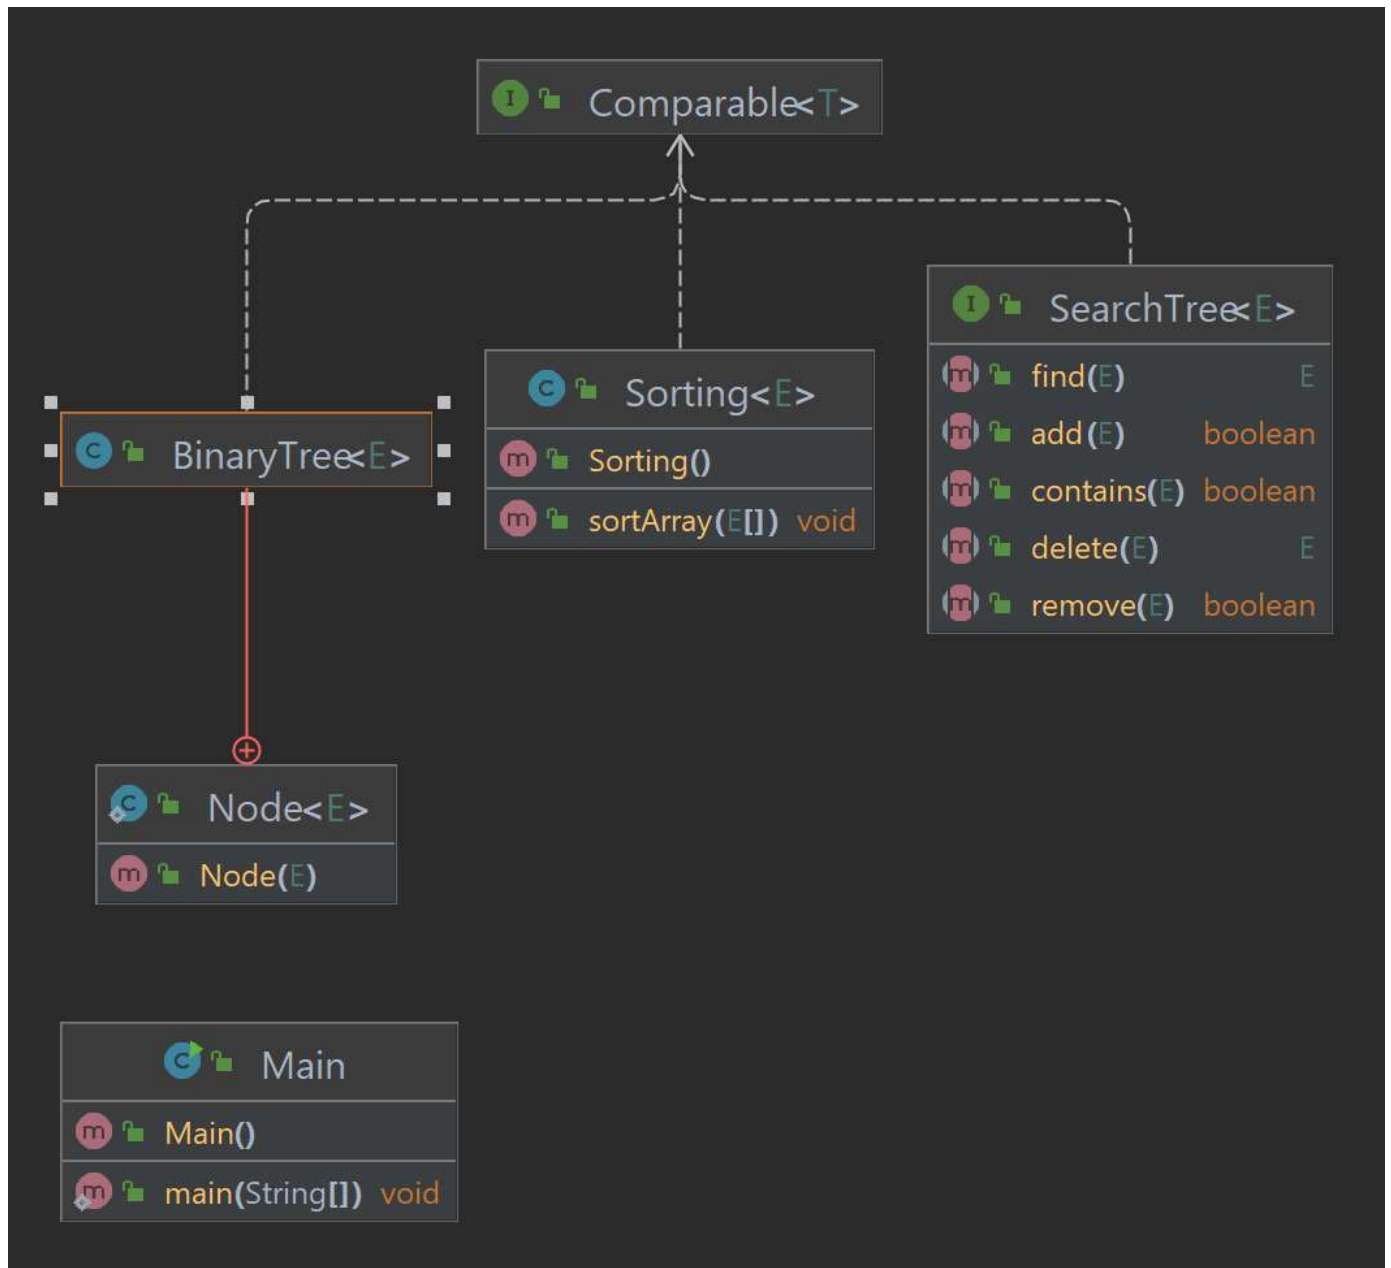 I Comparable<T>
C BinaryTree<E>
C Sorting<E>
m Sorting()
m sortArray(E[]) void
I SearchTree<E>
m find(E) E
m add(E) boolean
m contains(E) boolean
m delete(E) E
m remove(E) boolean
C Node<E>
m Node(E)
C Main
m Main()
m main(String[]) void